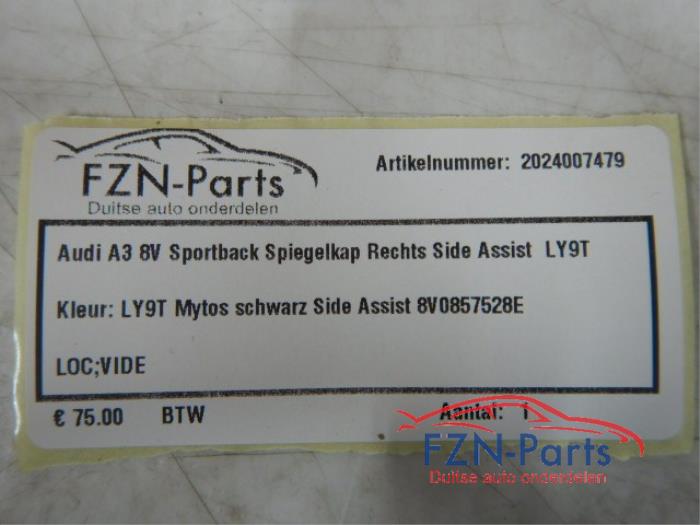 FZN-Parts
Duitse auto onderdelen
Artikelnummer: 2024007479
Audi A3 8V Sportback Spiegelkap Rechts Side Assist LY9T
Kleur: LY9T Mytos schwarz Side Assist 8V0857528E
LOC;VIDE
€ 75.00 BTW Aantal: 1
FZN-Parts
Duitse auto onderdelen